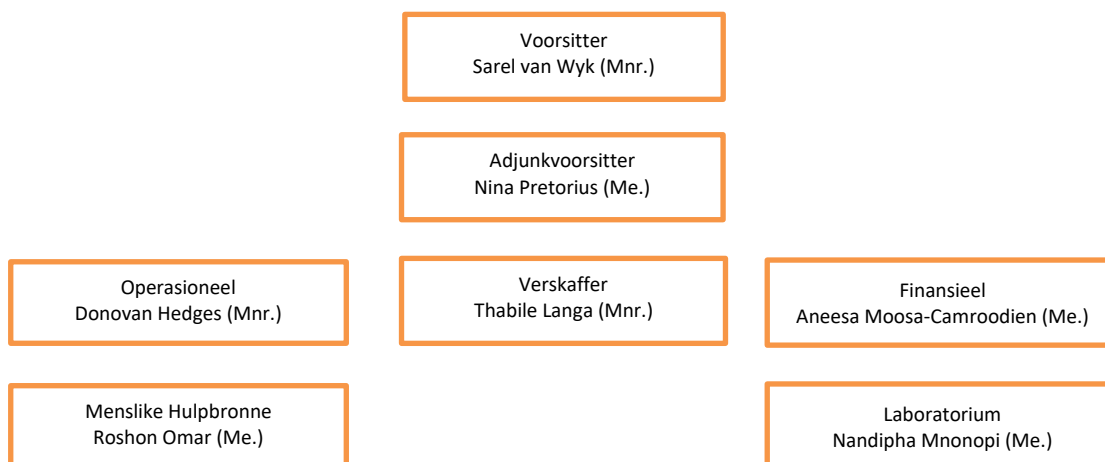 Voorsitter
Sarel van Wyk (Mnr.)
Adjunkvoorsitter
Nina Pretorius (Me.)
Operasioneel
Donovan Hedges (Mnr.)
Verskaffer
Thabile Langa (Mnr.)
Finansieel
Aneesa Moosa-Camroodien (Me.)
Menslike Hulpbronne
Roshon Omar (Me.)
Laboratorium
Nandipha Mnonopi (Me.)